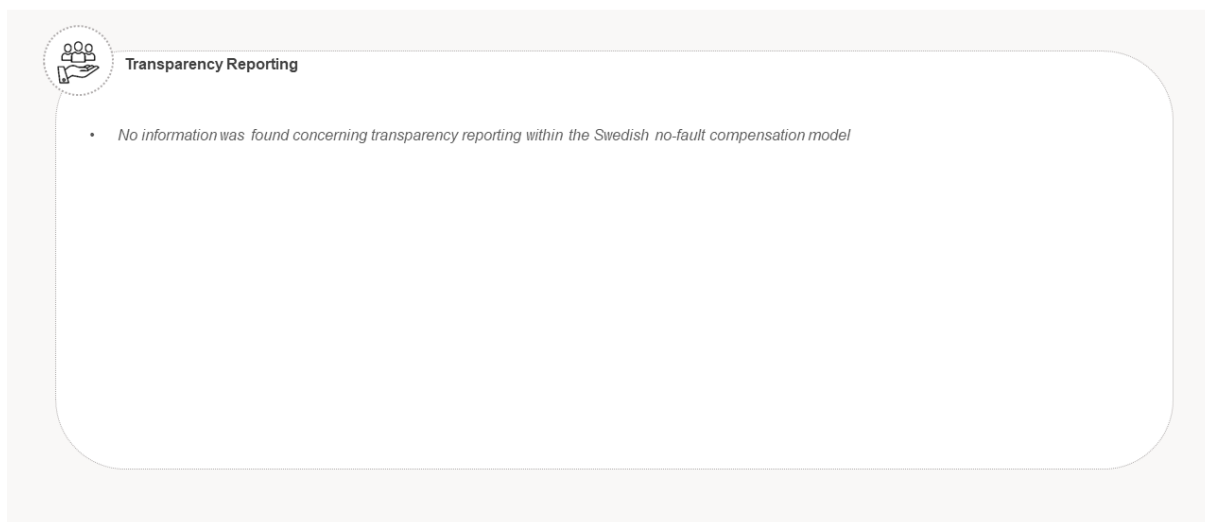 Transparency Reporting
• No information was found concerning transparency reporting within the Swedish no-fault compensation model